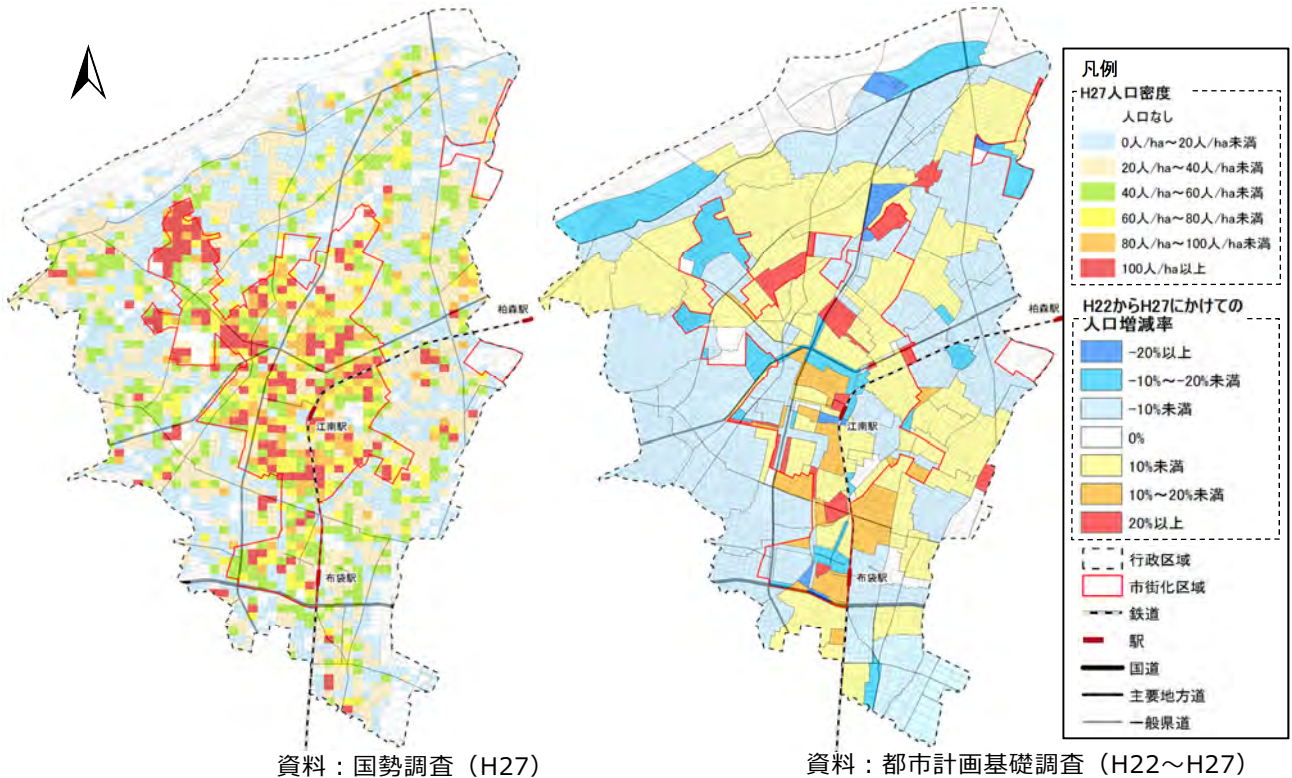 柏森駅
江南駅
布袋駅
資料：国勢調査（H27）
柏森駅
江南駅
布袋駅
資料：都市計画基礎調査（H22～H27）
凡例
H27人口密度
人口なし
0人/ha～20人/ha未満
20人/ha～40人/ha未満
40人/ha～60人/ha未満
60人/ha～80人/ha未満
80人/ha～100人/ha未満
100人/ha以上
H22からH27にかけての
人口増減率
-20%以上
-10%～-20%未満
-10%未満
0%
10%未満
10%～20%未満
20%以上
行政区域
市街化区域
鉄道
駅
国道
主要地方道
一般県道